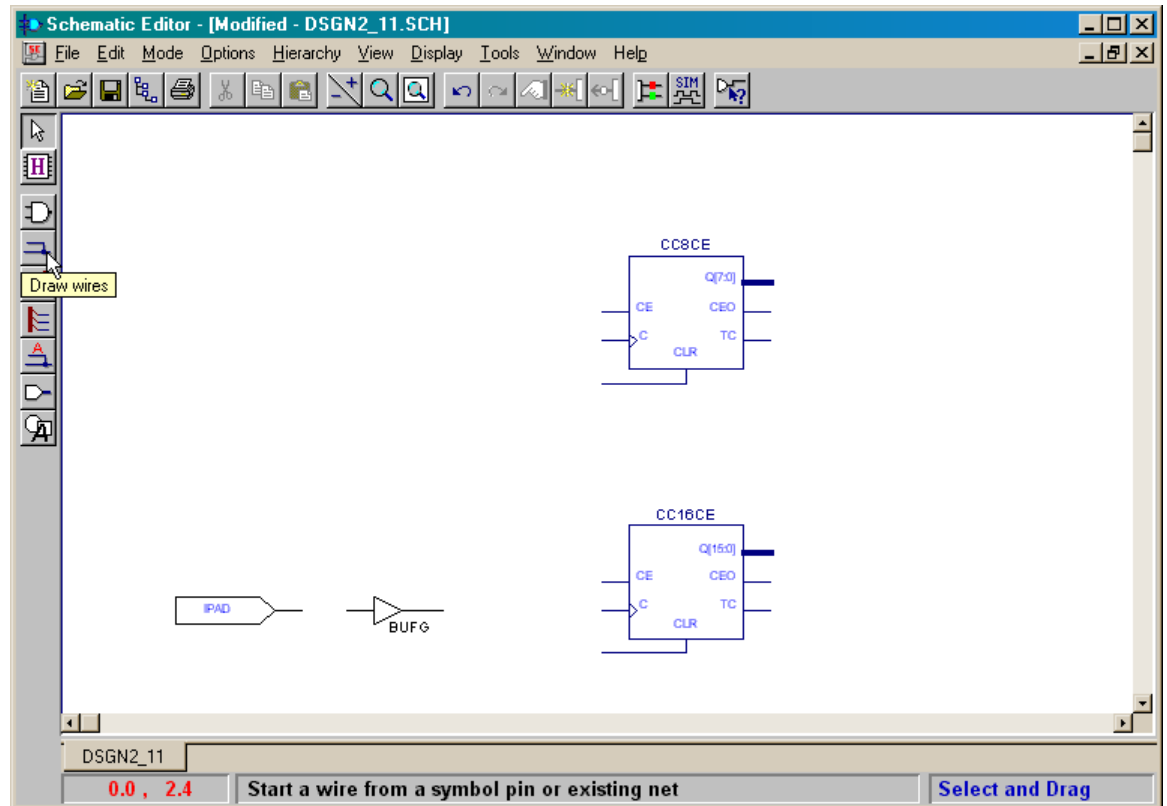 Schematic Editor - [Modified - DSGN2_11.SCH]
File Edit Mode Options Hierarchy View Display Tools Window Help
SIM
H
Draw wires
A
A
CC8CE
Q[7:0]
CE CEO
C TC
CLR
CC16CE
Q[15:0]
CE CEO
C TC
CLR
IPAD
BUFG
DSGN2_11
0.0 , 2.4 Start a wire from a symbol pin or existing net Select and Drag